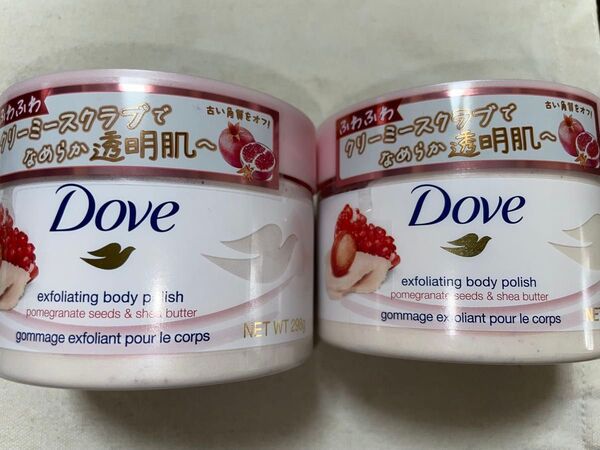 ふわふわ
クリーミースクラブで
なめらか透明肌へ
古い角質をオフ!
Dove
exfoliating body polish
pomegranate seeds & shea butter
gommage exfoliant pour le corps
NET WT 298g
ふわふわ
クリーミースクラブで
なめらか透明肌へ
古い角質をオフ!
Dove
exfoliating body polish
pomegranate seeds & shea butter
gommage exfoliant pour le corps